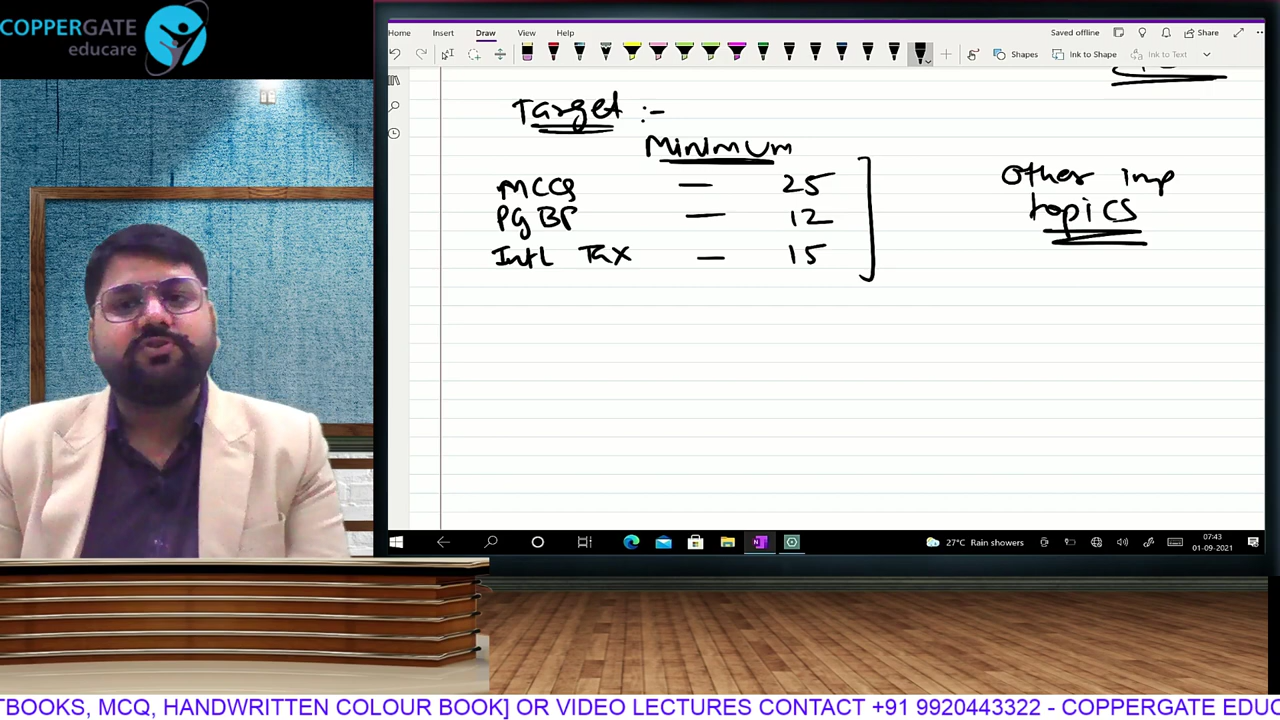 COPPERGATE
educare
Home Insert Draw View Help
Saved offline
Share
Shapes
Ink to Shape
Ink to Text
Target :-
Minimum
MCQs — 25
PGBP — 12
Intl Tax — 15
Other imp
topics
27°C Rain showers
07:43
01-09-2021
TBOOKS, MCQ, HANDWRITTEN COLOUR BOOK] OR VIDEO LECTURES CONTACT +91 9920443322 - COPPERGATE EDUC